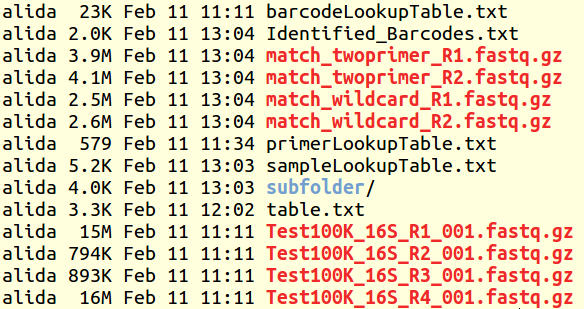 alida 23K Feb 11 11:11 barcodeLookupTable.txt
alida 2.0K Feb 11 13:04 Identified_Barcodes.txt
alida 3.9M Feb 11 13:04 match_twoprimer_R1.fastq.gz
alida 4.1M Feb 11 13:04 match_twoprimer_R2.fastq.gz
alida 2.5M Feb 11 13:04 match_wildcard_R1.fastq.gz
alida 2.6M Feb 11 13:04 match_wildcard_R2.fastq.gz
alida 579 Feb 11 11:34 primerLookupTable.txt
alida 5.2K Feb 11 13:03 sampleLookupTable.txt
alida 4.0K Feb 11 13:03 subfolder/
alida 3.3K Feb 11 12:02 table.txt
alida 15M Feb 11 11:11 Test100K_16S_R1_001.fastq.gz
alida 794K Feb 11 11:11 Test100K_16S_R2_001.fastq.gz
alida 893K Feb 11 11:11 Test100K_16S_R3_001.fastq.gz
alida 16M Feb 11 11:11 Test100K_16S_R4_001.fastq.gz